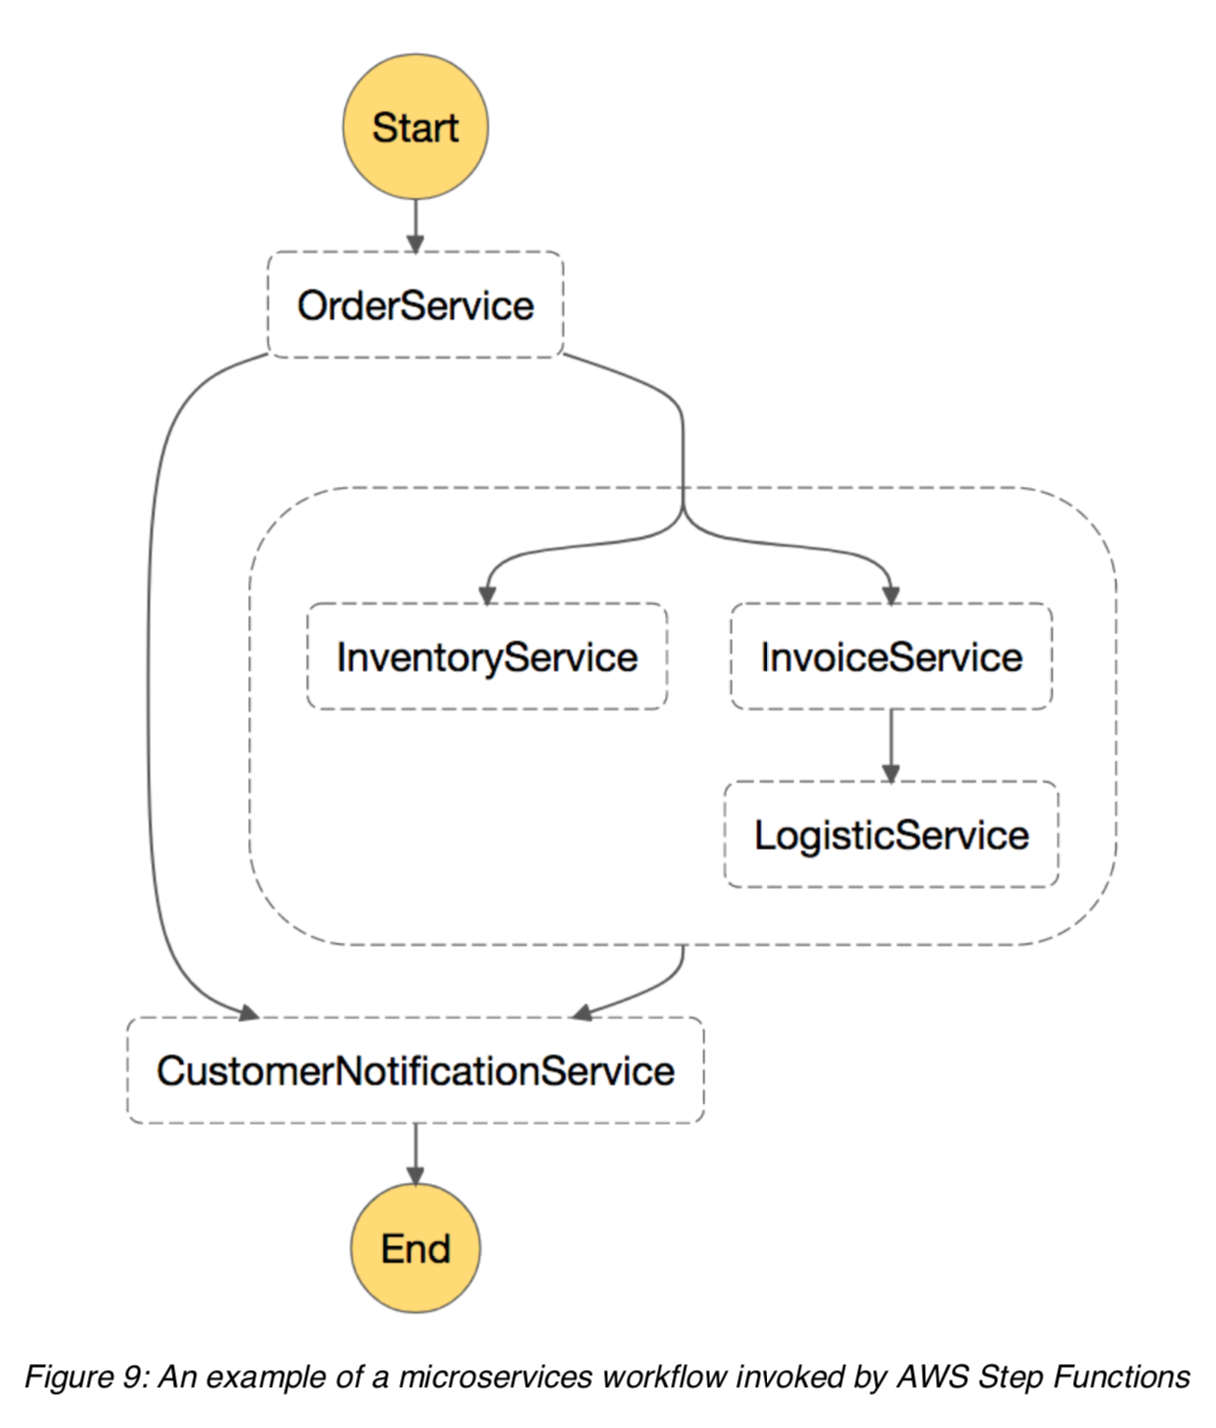 Start
OrderService
InventoryService
InvoiceService
LogisticService
CustomerNotificationService
End
Figure 9: An example of a microservices workflow invoked by AWS Step Functions